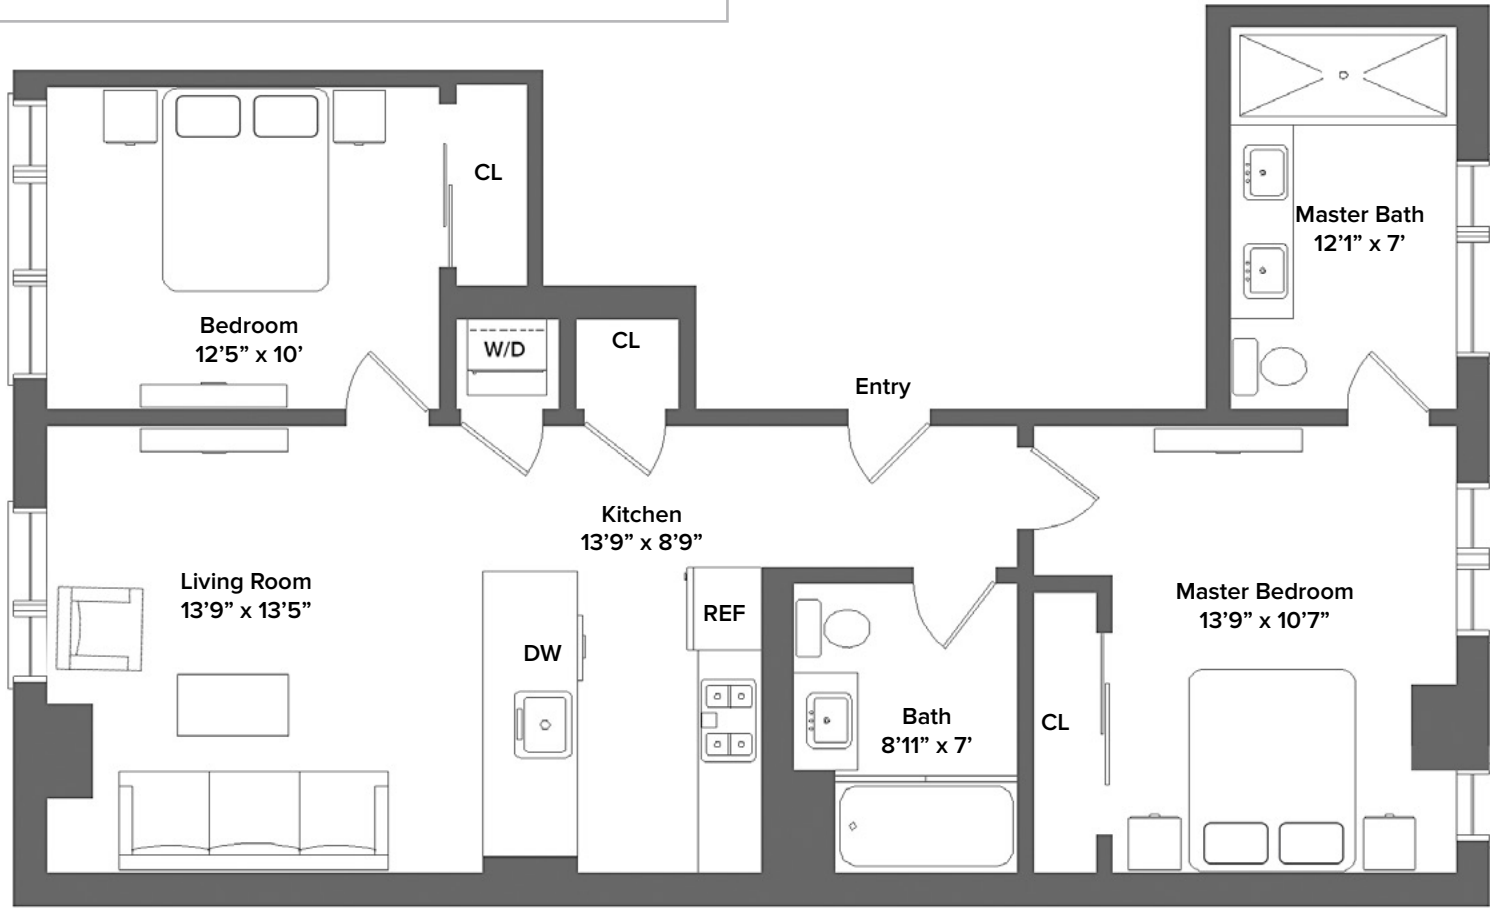 CL
Master Bath
12’1” x 7’
Bedroom
12’5” x 10’
W/D
CL
Entry
Kitchen
13’9” x 8’9”
Living Room
13’9” x 13’5”
REF
Master Bedroom
13’9” x 10’7”
DW
Bath
8’11” x 7’
CL